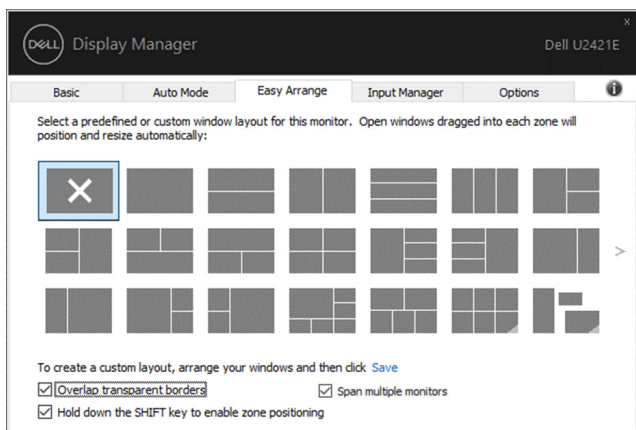 x
DELL Display Manager
Dell U2421E
Basic Auto Mode Easy Arrange Input Manager Options i
Select a predefined or custom window layout for this monitor. Open windows dragged into each zone will
position and resize automatically:
>
To create a custom layout, arrange your windows and then click Save
Overlap transparent borders
Span multiple monitors
Hold down the SHIFT key to enable zone positioning